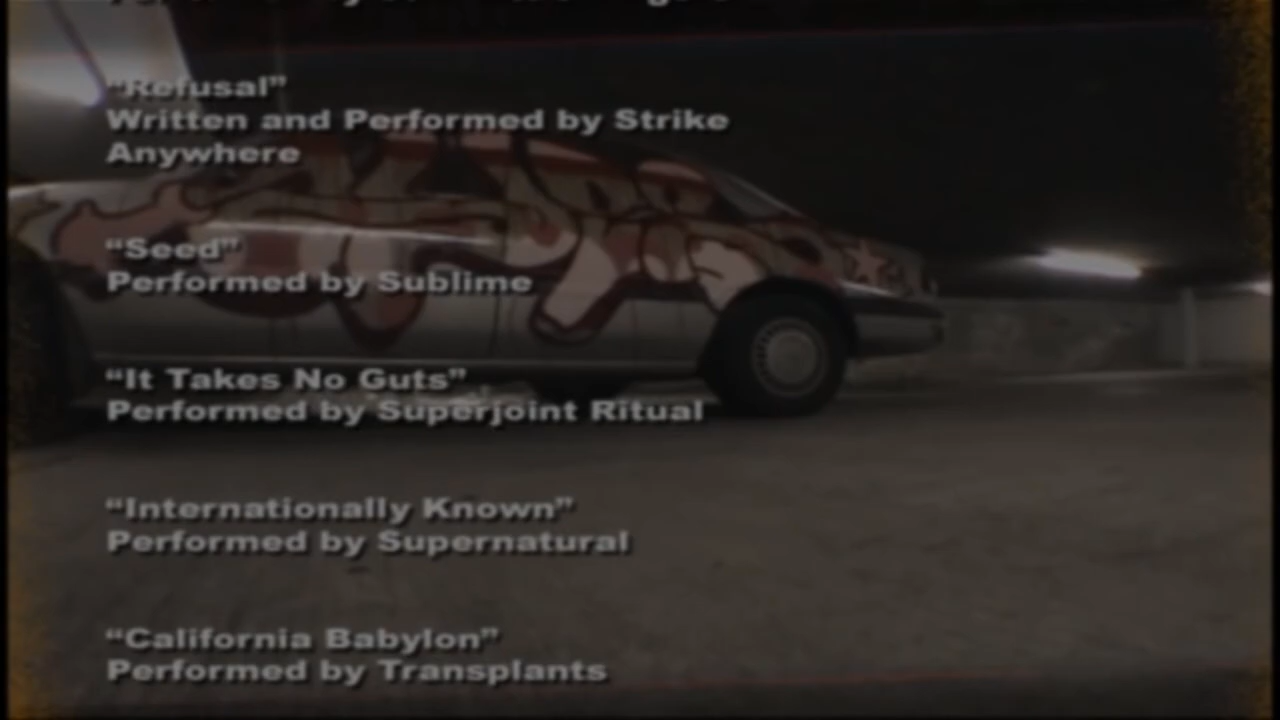 “Refusal”
Written and Performed by Strike
Anywhere
“Seed”
Performed by Sublime
“It Takes No Guts”
Performed by Superjoint Ritual
“Internationally Known”
Performed by Supernatural
“California Babylon”
Performed by Transplants